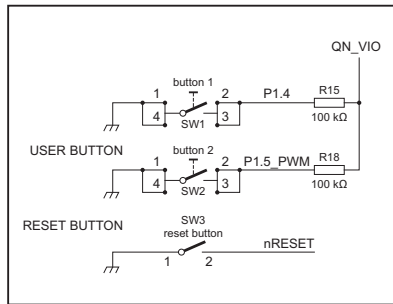 QN_VIO
button 1
1 2 P1.4 R15
4 3
SW1 100 kΩ
USER BUTTON
button 2
1 2 P1.5_PWM R18
4 3
SW2 100 kΩ
RESET BUTTON
SW3
reset button
nRESET
1 2